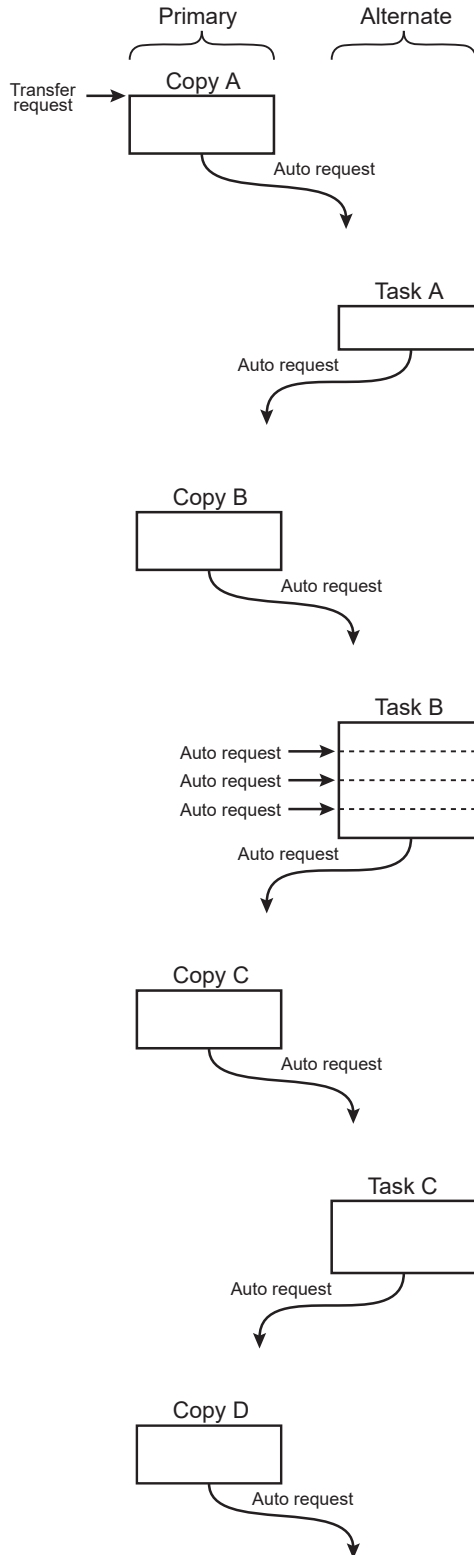 Primary
Alternate
Copy A
Transfer
request
Auto request
Task A
Auto request
Copy B
Auto request
Task B
Auto request
Auto request
Auto request
Auto request
Copy C
Auto request
Task C
Auto request
Copy D
Auto request